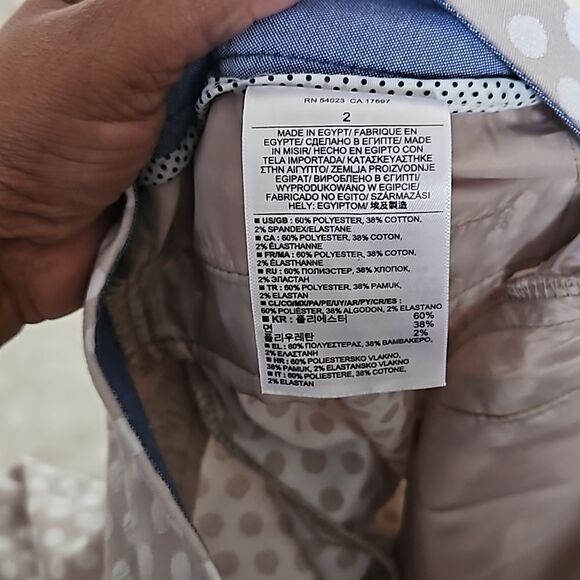 RN 54023 CA 17697
2
MADE IN EGYPT/ FABRIQUE EN
EGYPTE/ CДЕЛАНО В ЕГИПТЕ/ MADE
IN MISIR/ HECHO EN EGIPTO CON
TELA IMPORTADA/ ΚΑΤΑΣΚΕΥΑΣΤΗΚΕ
ΣΤΗΝ ΑΙΓΥΠΤΟ/ ZEMLJA PROIZVODNJE
EGIPAT/ ВИРОБЛЕНО В ЄГИПТІ/
WYPRODUKOWANO W EGIPCIE/
FABRICADO NO EGITO/ SZÁRMAZÁSI
HELY: EGYIPTOM/ 埃及製造
■ US/GB : 60% POLYESTER, 38% COTTON,
2% SPANDEX/ELASTANE
■ CA : 60% POLYESTER, 38% COTON,
2% ÉLASTHANNE
■ FR/MA : 60% POLYESTER, 38% COTON,
2% ÉLASTHANNE
■ RU : 60% ПОЛИЭСТЕР, 38% ХЛОПОК,
2% ЭЛАСТАН
■ TR : 60% POLYESTER, 38% PAMUK,
2% ELASTAN
■ CL/CO/MX/PA/PE/UY/AR/PY/CR/ES :
60% POLIÉSTER, 38% ALGODON, 2% ELASTANO
■ KR : 폴리에스터 60%
면 38%
폴리우레탄 2%
■ EL : 60% ΠΟΛΥΕΣΤΕΡΑΣ, 38% ΒΑΜΒΑΚΕΡΟ,
2% ΕΛΑΣΤΑΝΗ
■ HR : 60% POLIESTERSKO VLAKNO,
38% PAMUK, 2% ELASTANSKO VLAKNO
■ IT : 60% POLIESTERE, 38% COTONE,
2% ELASTAN